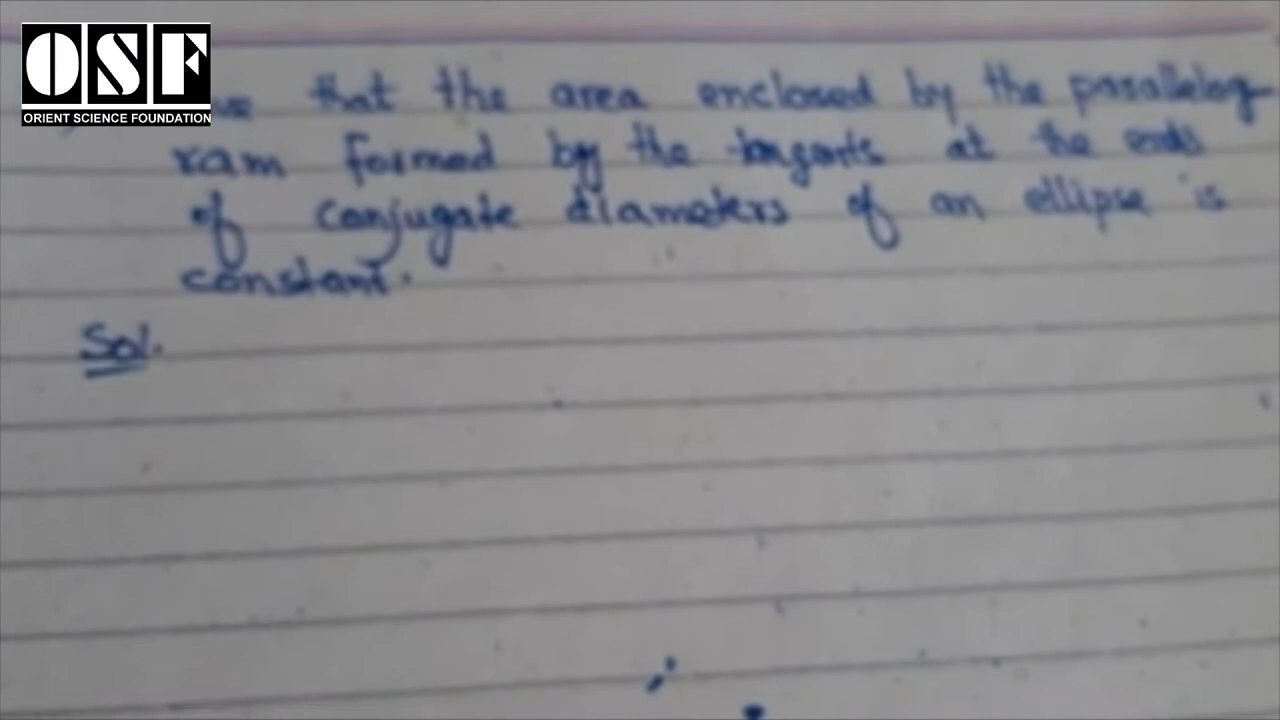 OSF
ORIENT SCIENCE FOUNDATION
that the area enclosed by the parallelog
ram formed by the tangents at the ends
of conjugate diameters of an ellipse is
constant.
Sol.